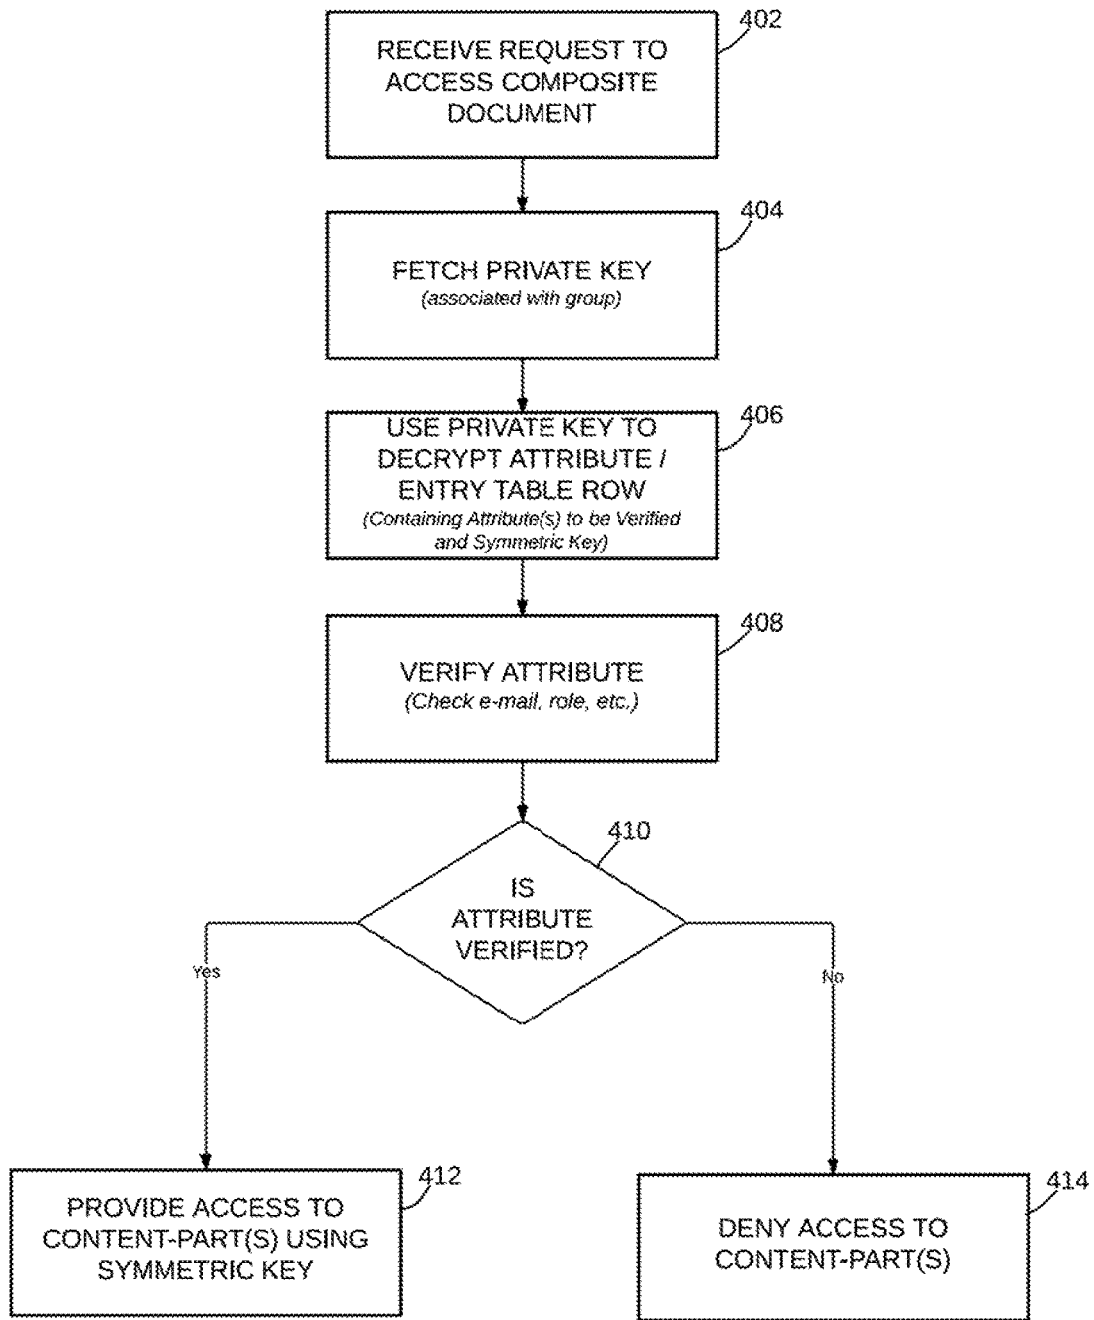 402
RECEIVE REQUEST TO
ACCESS COMPOSITE
DOCUMENT
404
FETCH PRIVATE KEY
(associated with group)
406
USE PRIVATE KEY TO
DECRYPT ATTRIBUTE /
ENTRY TABLE ROW
(Containing Attribute(s) to be Verified
and Symmetric Key)
408
VERIFY ATTRIBUTE
(Check e-mail, role, etc.)
410
IS
ATTRIBUTE
VERIFIED?
Yes
No
412
PROVIDE ACCESS TO
CONTENT-PART(S) USING
SYMMETRIC KEY
414
DENY ACCESS TO
CONTENT-PART(S)